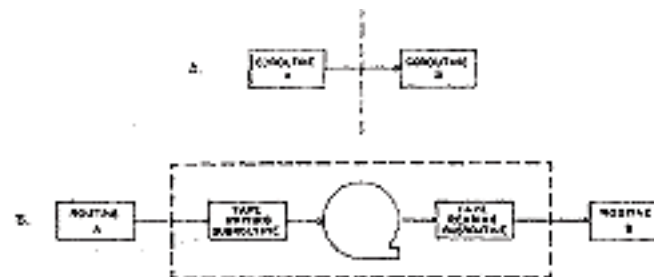 A.
COROUTINE
A
COROUTINE
B
B.
ROUTINE
A
TAPE
WRITING
SUBROUTINE
TAPE
READING
SUBROUTINE
ROUTINE
B